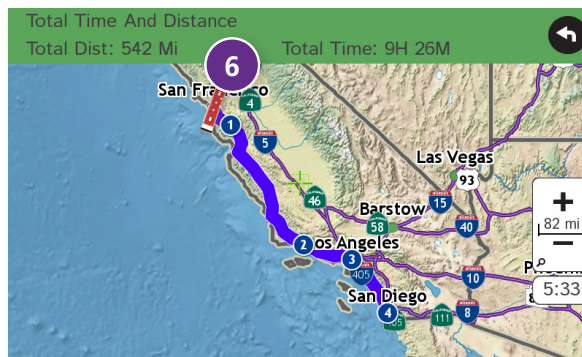 Total Time And Distance
Total Dist: 542 Mi
Total Time: 9H 26M
6
San Francisco
4
1
5
Las Vegas
93
46
15
Barstow
58
40
82 mi
2
os Angeles
3
405
10
5:33
San Diego
4
111
8